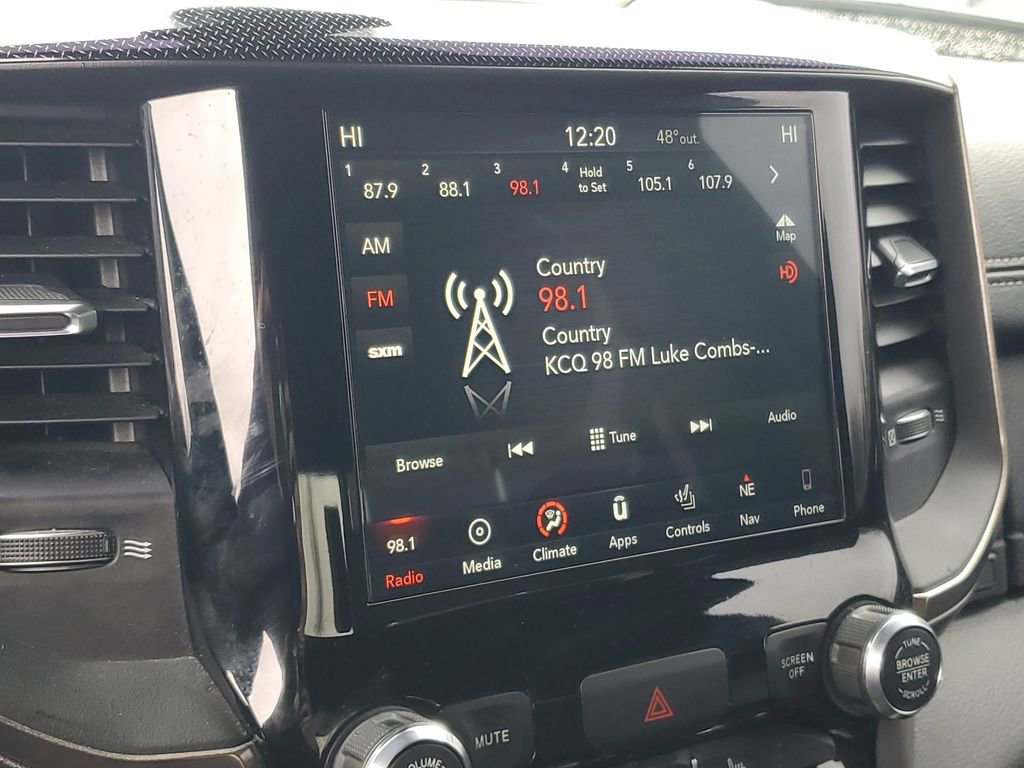 HI 12:20 48°out. HI
1 87.9 2 88.1 3 98.1 4 Hold to Set 5 105.1 6 107.9
Map
AM
HD
Country
FM
98.1
Country
sxm
KCQ 98 FM Luke Combs-...
Browse Tune Audio
98.1 NE
Radio Media Climate Apps Controls Nav Phone
SCREEN
OFF
TUNE
BROWSE
ENTER
SCROLL
MUTE
VOLUME